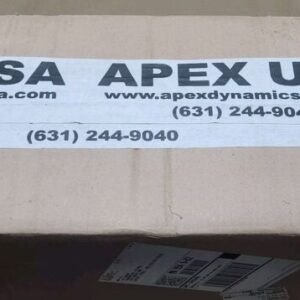 SA APEX U
a.com www.apexdynamics
(631) 244-904
(631) 244-9040